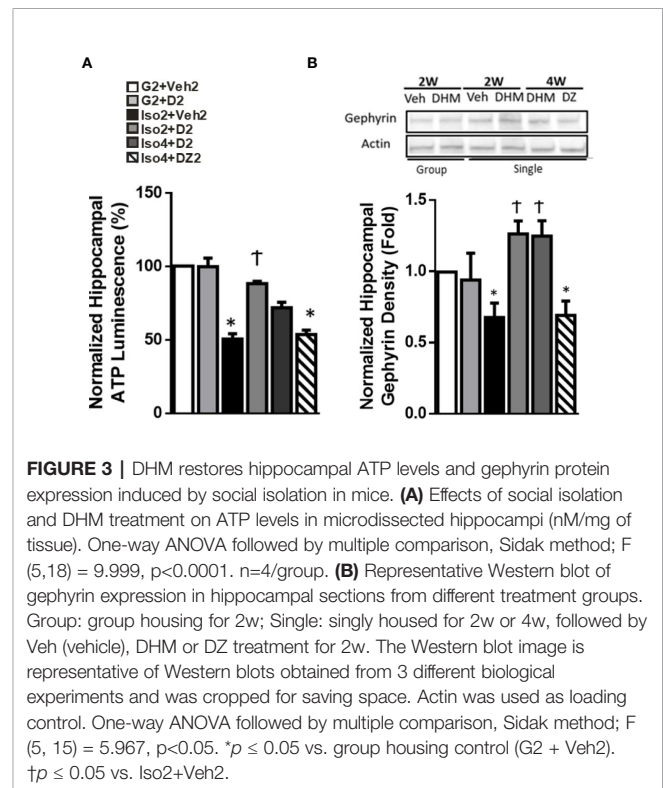 A
G2+Veh2
G2+D2
Iso2+Veh2
Iso2+D2
Iso4+D2
Iso4+DZ2
Normalized Hippocampal
ATP Luminescence (%)
150
100
50
0
*
†
*
B
2W 2W 4W
Veh DHM Veh DHM DHM DZ
Gephyrin
Actin
Group Single
Normalized Hippocampal
Gephyrin Density (Fold)
1.5
1.0
0.5
0.0
*
† †
*
FIGURE 3 | DHM restores hippocampal ATP levels and gephyrin protein
expression induced by social isolation in mice. (A) Effects of social isolation
and DHM treatment on ATP levels in microdissected hippocampi (nM/mg of
tissue). One-way ANOVA followed by multiple comparison, Sidak method; F
(5,18) = 9.999, p<0.0001. n=4/group. (B) Representative Western blot of
gephyrin expression in hippocampal sections from different treatment groups.
Group: group housing for 2w; Single: singly housed for 2w or 4w, followed by
Veh (vehicle), DHM or DZ treatment for 2w. The Western blot image is
representative of Western blots obtained from 3 different biological
experiments and was cropped for saving space. Actin was used as loading
control. One-way ANOVA followed by multiple comparison, Sidak method; F
(5, 15) = 5.967, p<0.05. *p ≤ 0.05 vs. group housing control (G2 + Veh2).
†p ≤ 0.05 vs. Iso2+Veh2.